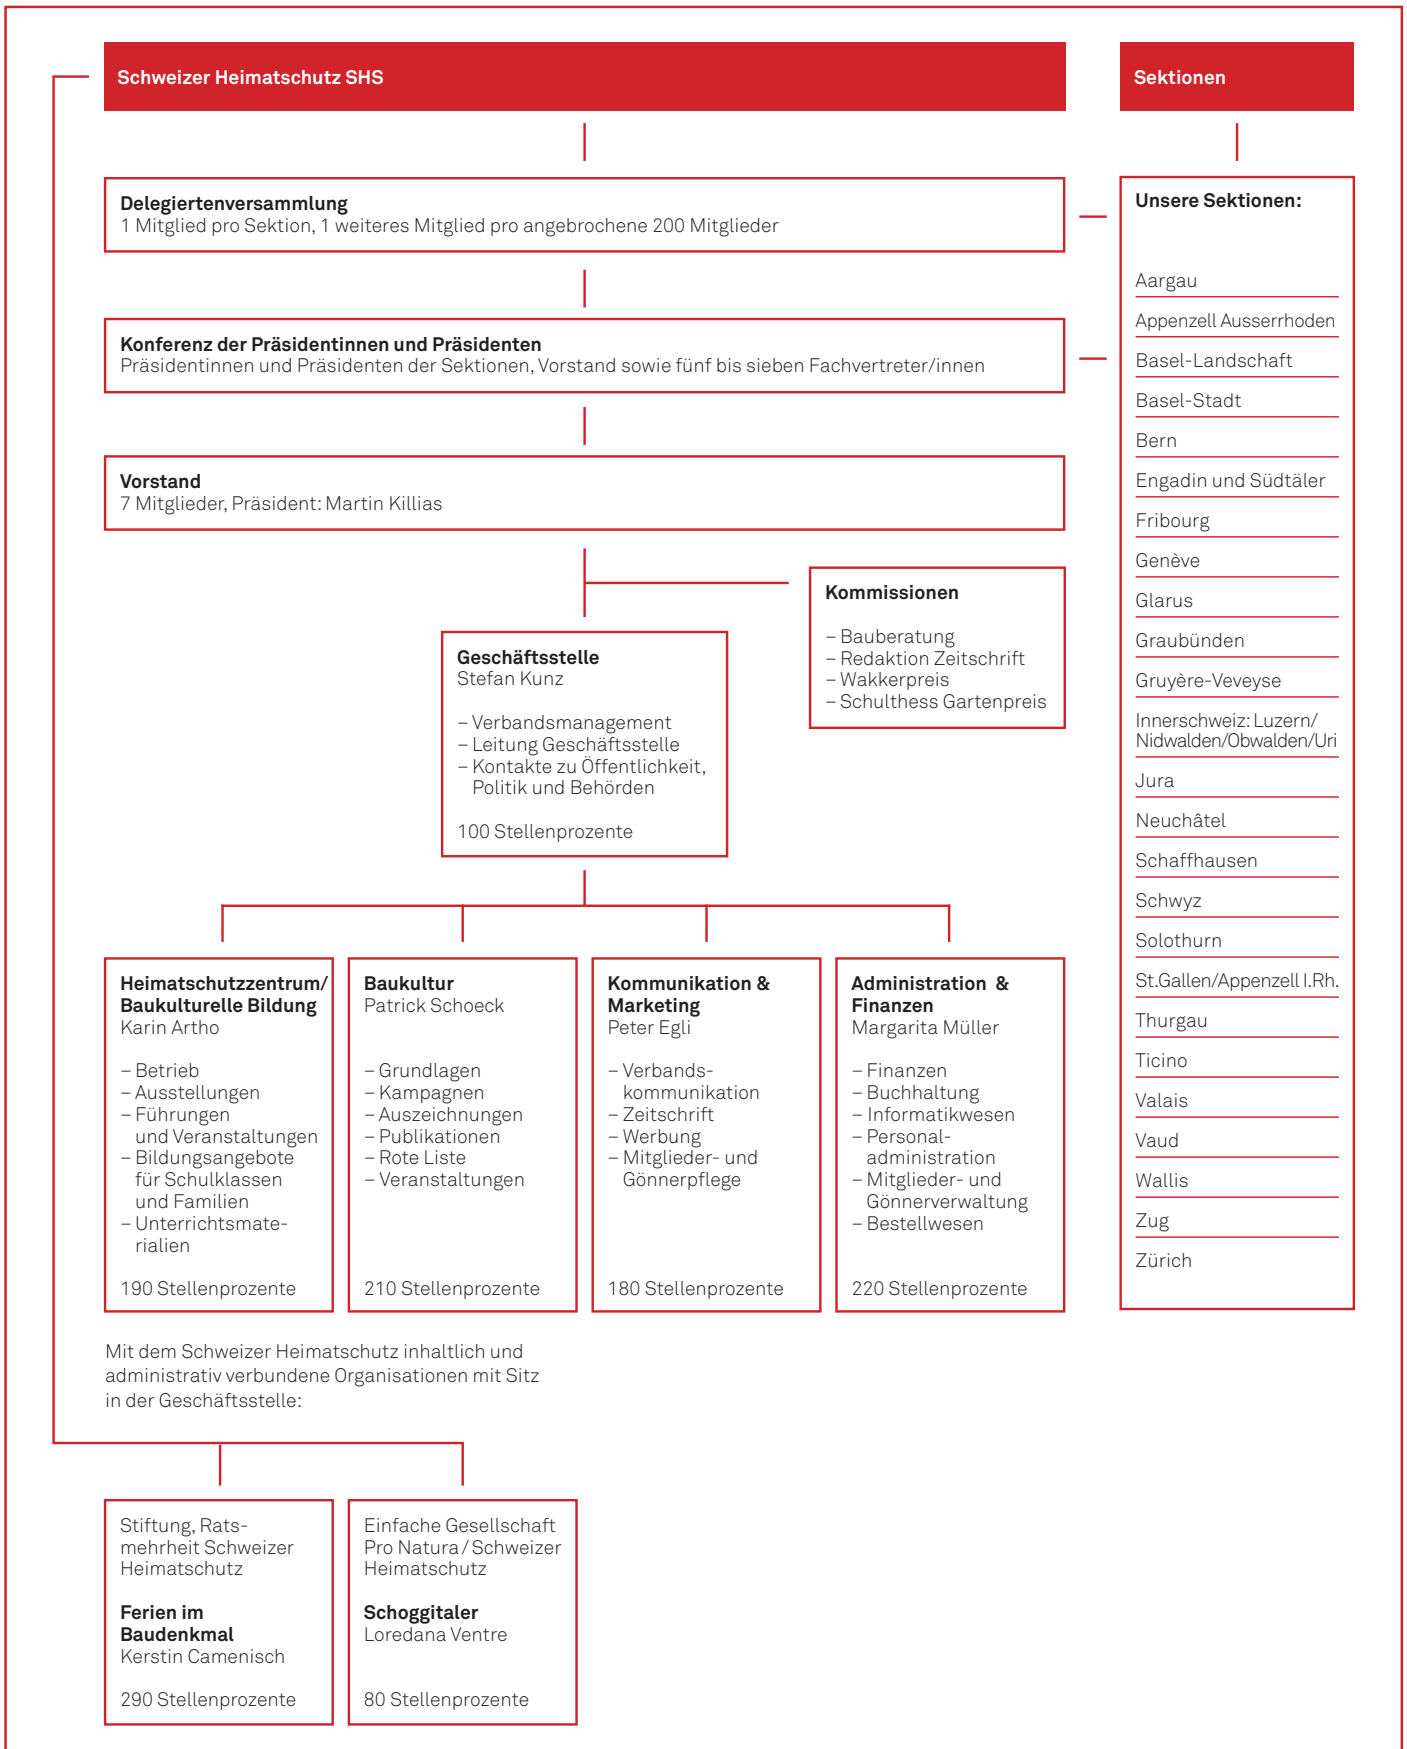 Schweizer Heimatschutz SHS
Delegiertenversammlung
1 Mitglied pro Sektion, 1 weiteres Mitglied pro angebrochene 200 Mitglieder
Konferenz der Präsidentinnen und Präsidenten
Präsidentinnen und Präsidenten der Sektionen, Vorstand sowie fünf bis sieben Fachvertreter/innen
Vorstand
7 Mitglieder, Präsident: Martin Killias
Kommissionen
– Bauberatung
– Redaktion Zeitschrift
– Wakkerpreis
– Schulthess Gartenpreis
Geschäftsstelle
Stefan Kunz
– Verbandsmanagement
– Leitung Geschäftsstelle
– Kontakte zu Öffentlichkeit,
Politik und Behörden
100 Stellenprozente
Heimatschutzzentrum/
Baukulturelle Bildung
Karin Artho
– Betrieb
– Ausstellungen
– Führungen
und Veranstaltungen
– Bildungsangebote
für Schulklassen
und Familien
– Unterrichtsmate-
rialien
190 Stellenprozente
Baukultur
Patrick Schoeck
– Grundlagen
– Kampagnen
– Auszeichnungen
– Publikationen
– Rote Liste
– Veranstaltungen
210 Stellenprozente
Kommunikation &
Marketing
Peter Egli
– Verbands-
kommunikation
– Zeitschrift
– Werbung
– Mitglieder- und
Gönnerpflege
180 Stellenprozente
Administration &
Finanzen
Margarita Müller
– Finanzen
– Buchhaltung
– Informatikwesen
– Personal-
administration
– Mitglieder- und
Gönnerverwaltung
– Bestellwesen
220 Stellenprozente
Mit dem Schweizer Heimatschutz inhaltlich und
administrativ verbundene Organisationen mit Sitz
in der Geschäftsstelle:
Stiftung, Rats-
mehrheit Schweizer
Heimatschutz
Ferien im
Baudenkmal
Kerstin Camenisch
290 Stellenprozente
Einfache Gesellschaft
Pro Natura / Schweizer
Heimatschutz
Schoggitaler
Loredana Ventre
80 Stellenprozente
Sektionen
Unsere Sektionen:
Aargau
Appenzell Ausserrhoden
Basel-Landschaft
Basel-Stadt
Bern
Engadin und Südtäler
Fribourg
Genève
Glarus
Graubünden
Gruyère-Veveyse
Innerschweiz: Luzern/
Nidwalden/Obwalden/Uri
Jura
Neuchâtel
Schaffhausen
Schwyz
Solothurn
St.Gallen/Appenzell I.Rh.
Thurgau
Ticino
Valais
Vaud
Wallis
Zug
Zürich